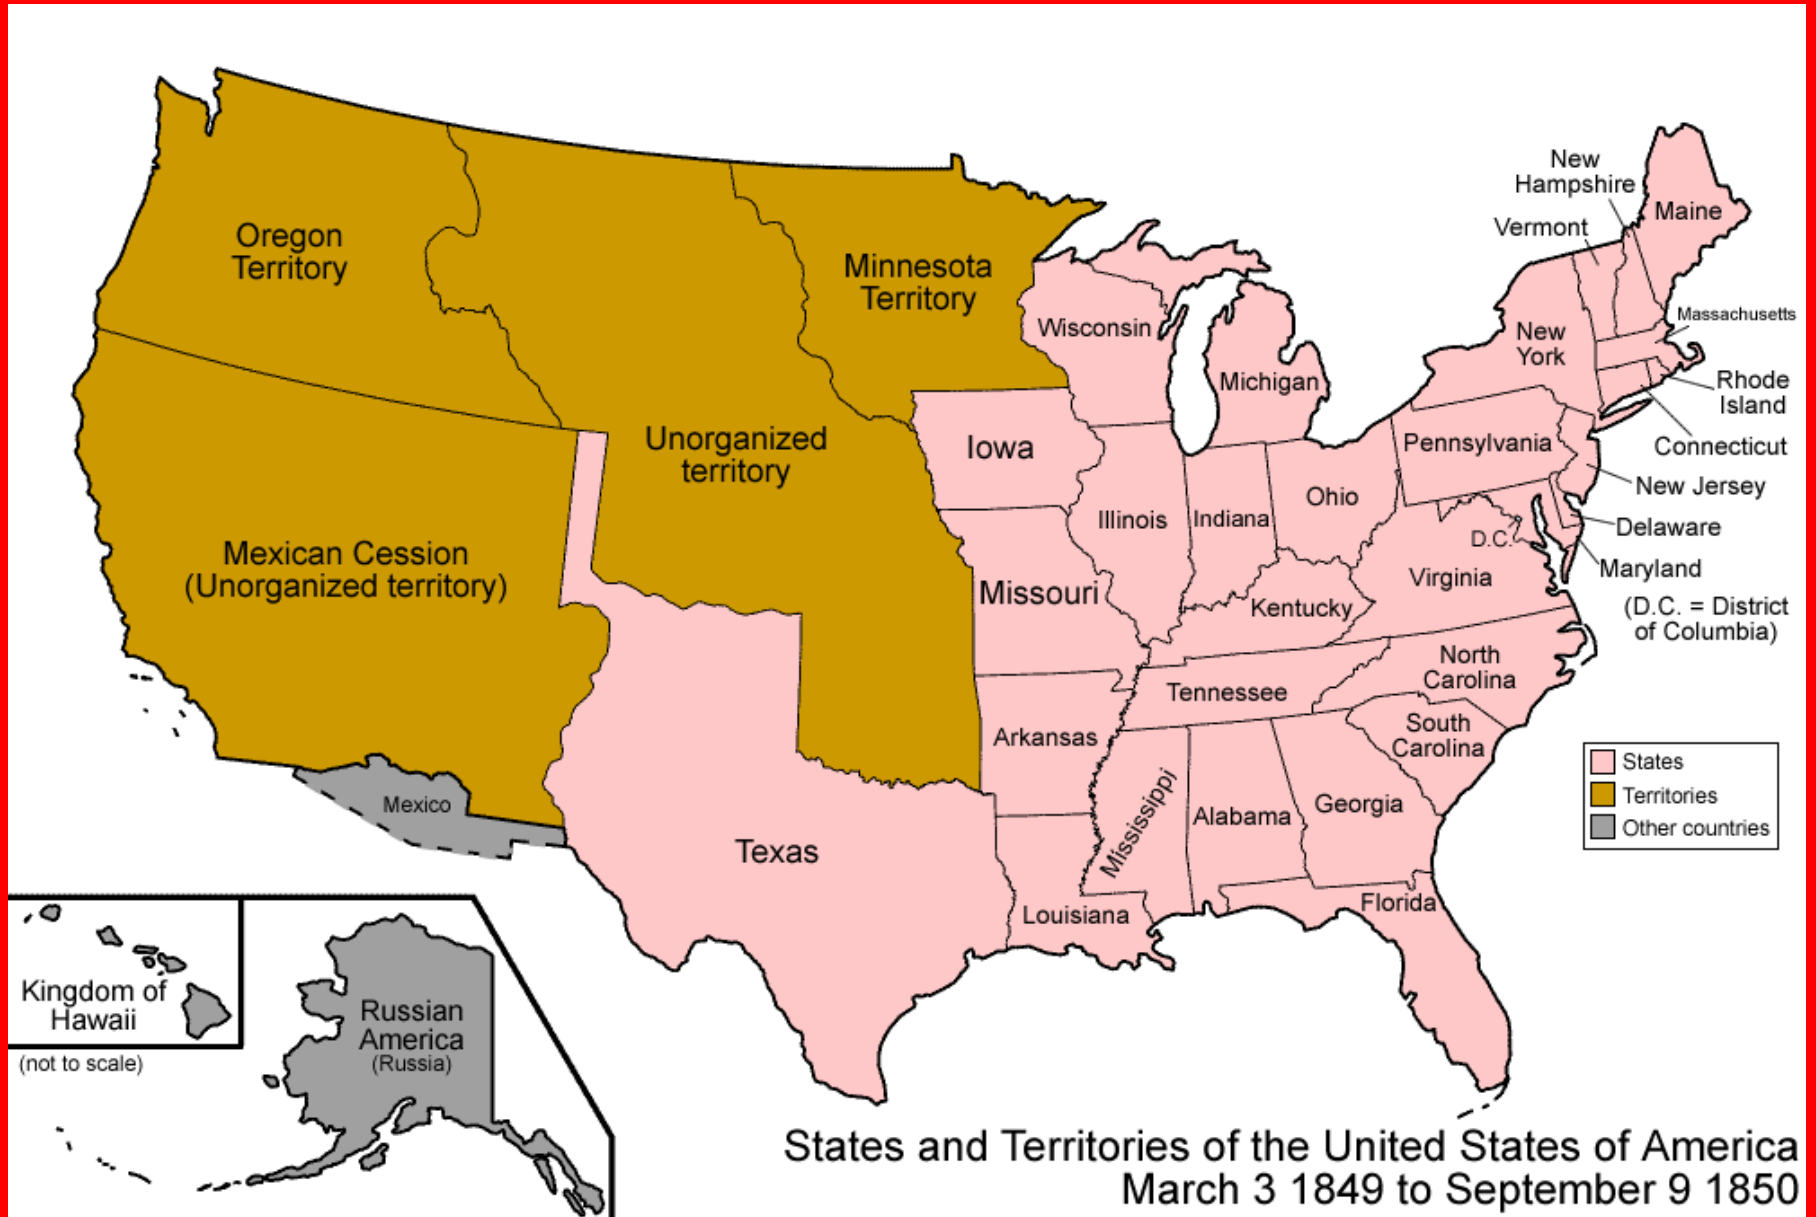 New
Hampshire
Vermont
Maine
Oregon
Territory
Minnesota
Territory
Wisconsin
Michigan
New
York
Massachusetts
Rhode
Island
Connecticut
New Jersey
Delaware
Maryland
(D.C. = District
of Columbia)
Unorganized
territory
Iowa
Illinois
Indiana
Ohio
Pennsylvania
D.C.
Mexican Cession
(Unorganized territory)
Missouri
Kentucky
Virginia
North
Carolina
Tennessee
South
Carolina
Arkansas
Mississippi
Alabama
Georgia
States
Territories
Other countries
Mexico
Texas
Louisiana
Florida
Kingdom of
Hawaii
(not to scale)
Russian
America
(Russia)
States and Territories of the United States of America
March 3 1849 to September 9 1850